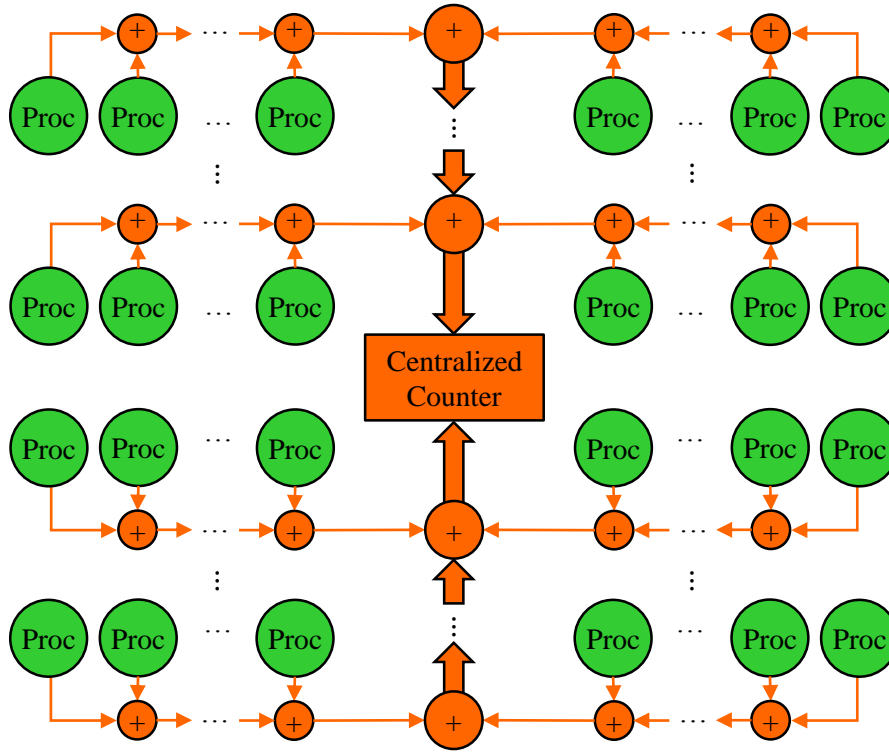 + ... + + + ... +
Proc Proc ... Proc Proc ... Proc Proc
⋮ ⋮ ⋮
+ ... + + + ... +
Proc Proc ... Proc Proc ... Proc Proc
Centralized
Counter
Proc Proc ... Proc Proc ... Proc Proc
+ ... + + + ... +
⋮ ⋮
Proc Proc ... Proc ⋮ Proc ... Proc Proc
+ ... + + + ... +